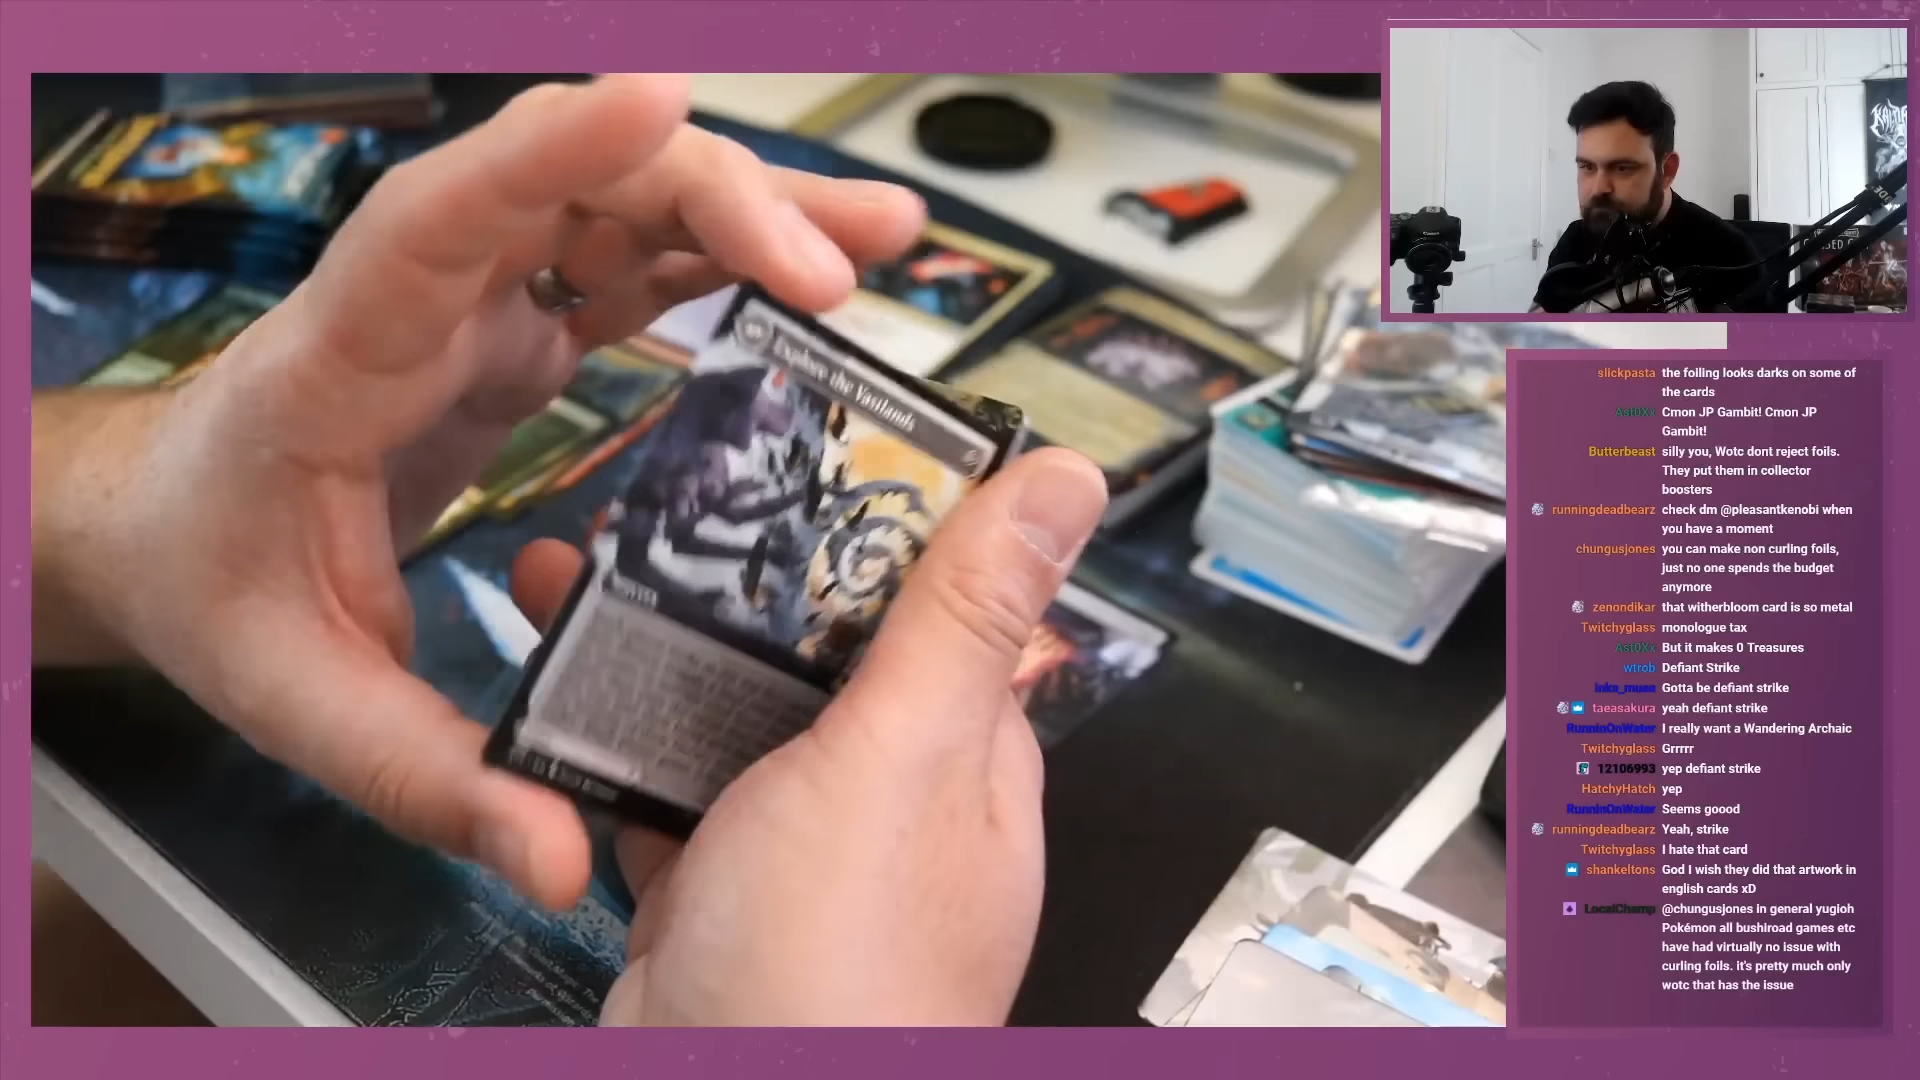 Explore the Vastlands
slickpasta the foiling looks darks on some of
the cards
Ast0Xx Cmon JP Gambit! Cmon JP
Gambit!
Butterbeast silly you, Wotc dont reject foils.
They put them in collector
boosters
runningdeadbearz check dm @pleasantkenobi when
you have a moment
chungusjones you can make non curling foils,
just no one spends the budget
anymore
zenondikar that witherbloom card is so metal
Twitchyglass monologue tax
Ast0Xx But it makes 0 Treasures
wtrob Defiant Strike
Gotta be defiant strike
taeasakura yeah defiant strike
RunninOnWater I really want a Wandering Archaic
Twitchyglass Grrrrr
12106993 yep defiant strike
HatchyHatch yep
RunninOnWater Seems goood
runningdeadbearz Yeah, strike
Twitchyglass I hate that card
shankeltons God I wish they did that artwork in
english cards xD
LocalChamp @chungusjones in general yugioh
Pokémon all bushiroad games etc
have had virtually no issue with
curling foils. it's pretty much only
wotc that has the issue